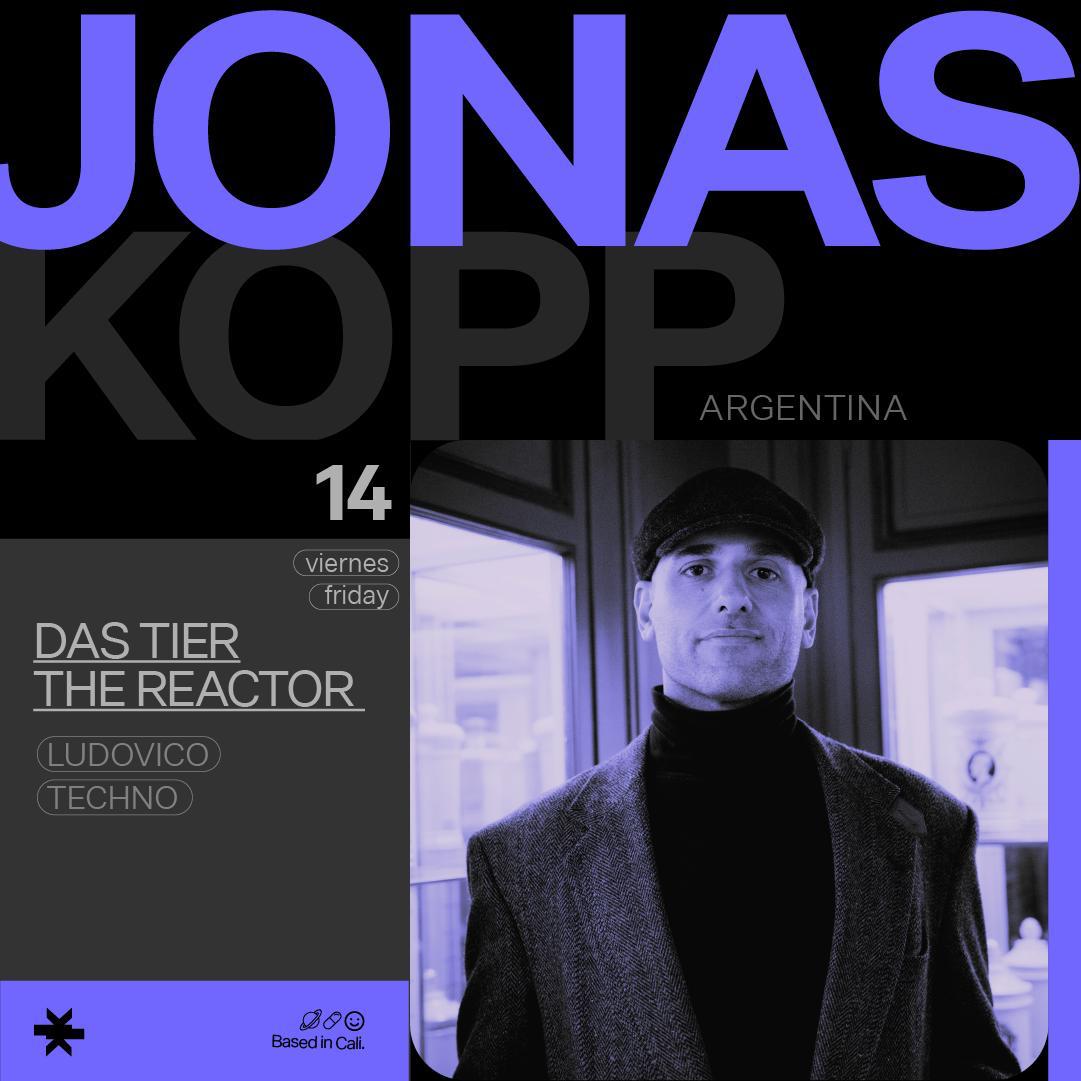 JONAS
KOPP
ARGENTINA
14
viernes
friday
DAS TIER
THE REACTOR
LUDOVICO
TECHNO
Based in Cali.